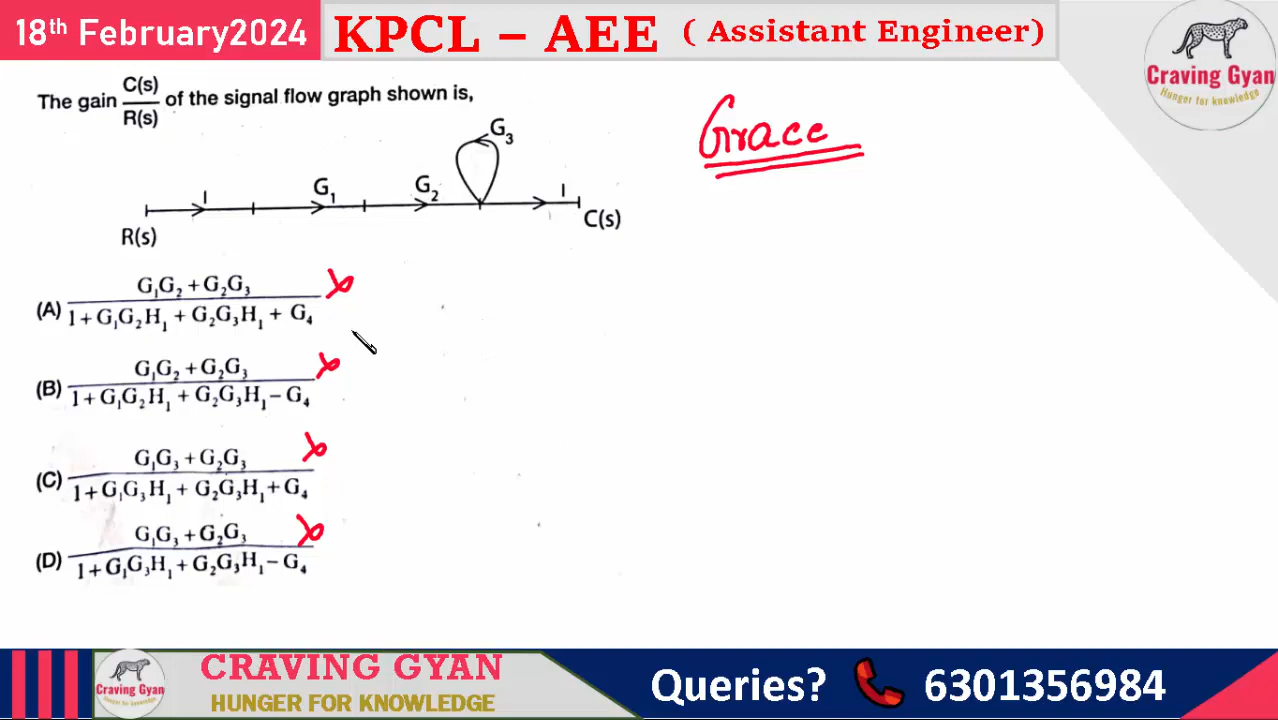 18th February2024 KPCL – AEE ( Assistant Engineer)
Craving Gyan
Hunger for knowledge
The gain C(s)/R(s) of the signal flow graph shown is,
Grace
G₃
1 G₁ G₂ 1
R(s) C(s)
(A) G₁G₂ + G₂G₃ / 1 + G₁G₂H₁ + G₂G₃H₁ + G₄
(B) G₁G₂ + G₂G₃ / 1 + G₁G₂H₁ + G₂G₃H₁ – G₄
(C) G₁G₃ + G₂G₃ / 1 + G₁G₃H₁ + G₂G₃H₁ + G₄
(D) G₁G₃ + G₂G₃ / 1 + G₁G₃H₁ + G₂G₃H₁ – G₄
Craving Gyan
CRAVING GYAN
HUNGER FOR KNOWLEDGE
Queries? 6301356984